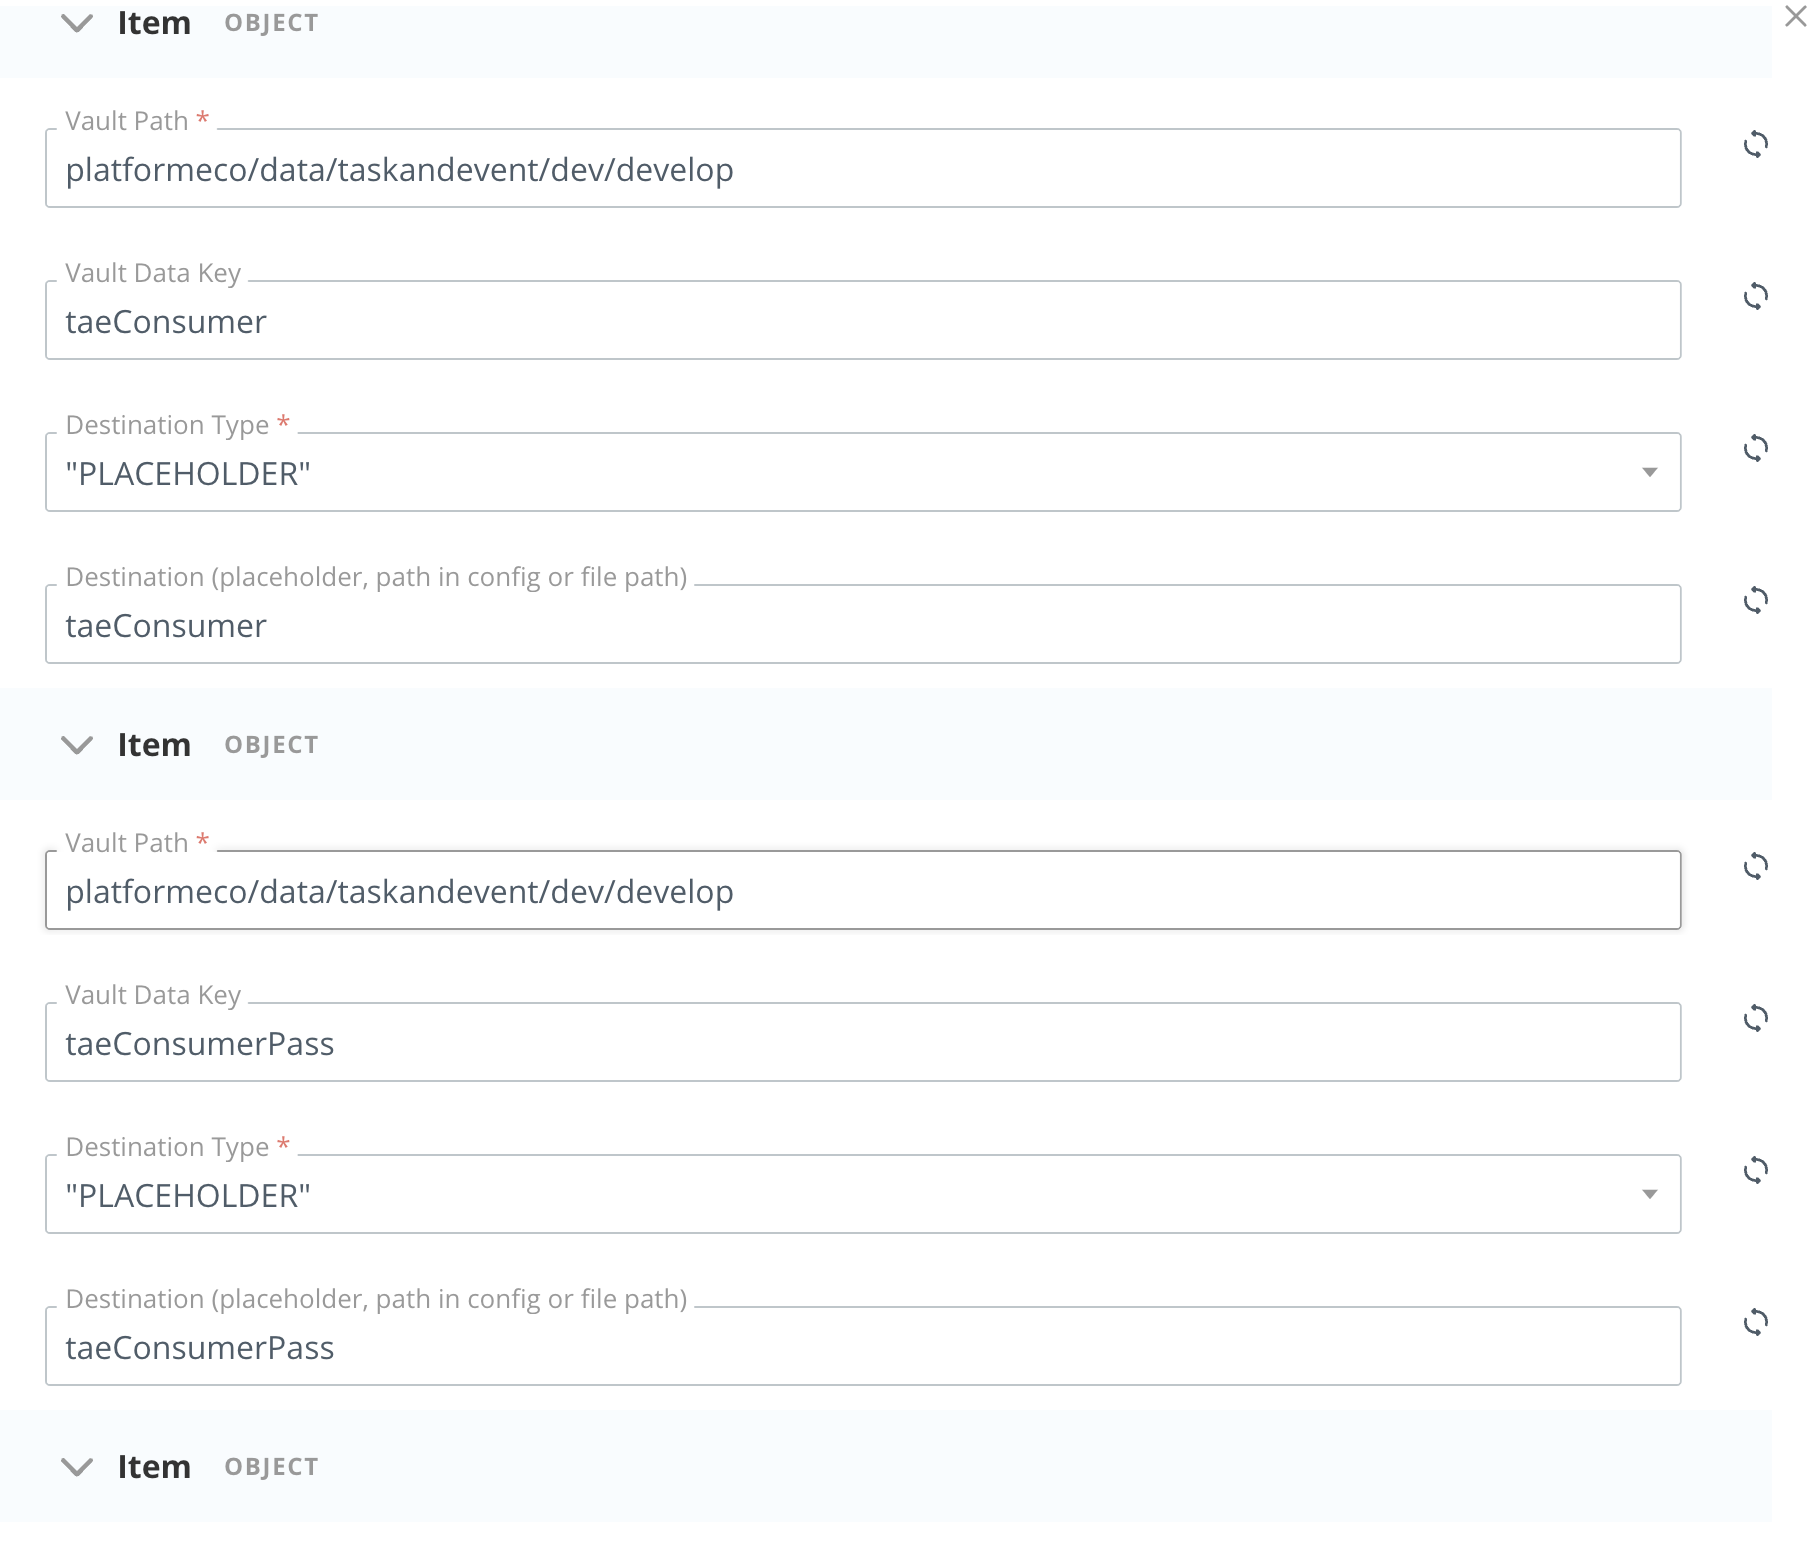 Item OBJECT
Vault Path *
platformeco/data/taskandevent/dev/develop
Vault Data Key
taeConsumer
Destination Type *
"PLACEHOLDER"
Destination (placeholder, path in config or file path)
taeConsumer
Item OBJECT
Vault Path *
platformeco/data/taskandevent/dev/develop
Vault Data Key
taeConsumerPass
Destination Type *
"PLACEHOLDER"
Destination (placeholder, path in config or file path)
taeConsumerPass
Item OBJECT